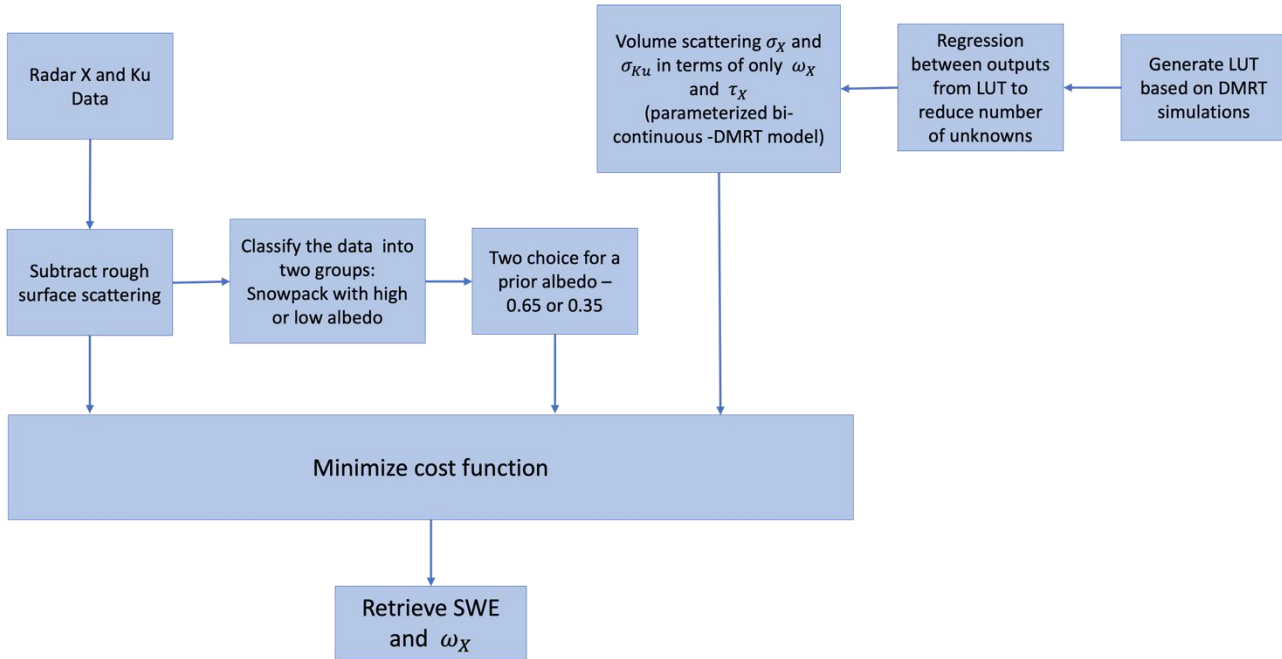 Radar X and Ku
Data
Subtract rough
surface scattering
Classify the data into
two groups:
Snowpack with high
or low albedo
Two choice for a
prior albedo –
0.65 or 0.35
Volume scattering σ_X and
σ_Ku in terms of only ω_X
and τ_X
(parameterized bi-
continuous -DMRT model)
Regression
between outputs
from LUT to
reduce number
of unknowns
Generate LUT
based on DMRT
simulations
Minimize cost function
Retrieve SWE
and ω_X